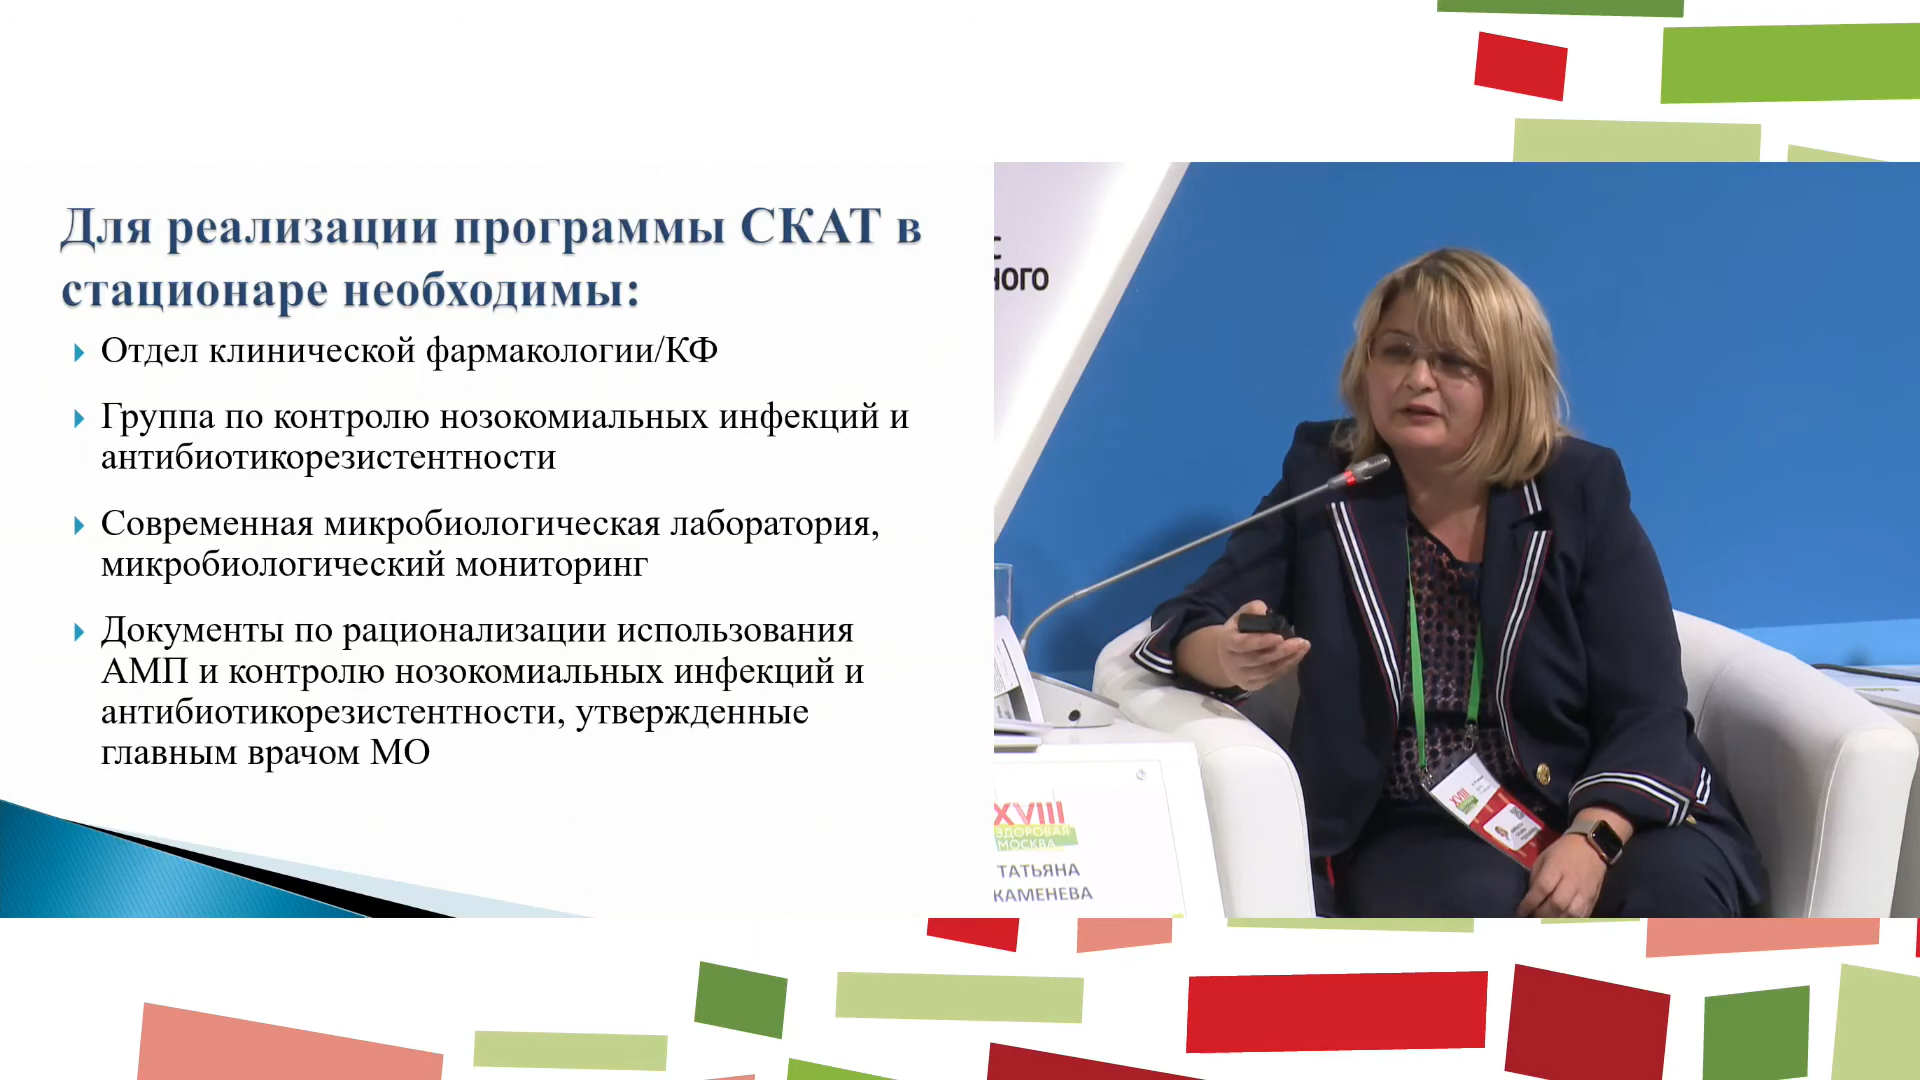 Для реализации программы СКАТ в
стационаре необходимы:
Отдел клинической фармакологии/КФ
Группа по контролю нозокомиальных инфекций и
антибиотикорезистентности
Современная микробиологическая лаборатория,
микробиологический мониторинг
Документы по рационализации использования
АМП и контролю нозокомиальных инфекций и
антибиотикорезистентности, утвержденные
главным врачом МО
XVIII
ЗДОРОВАЯ
МОСКВА
ТАТЬЯНА
КАМЕНЕВА
XVIII